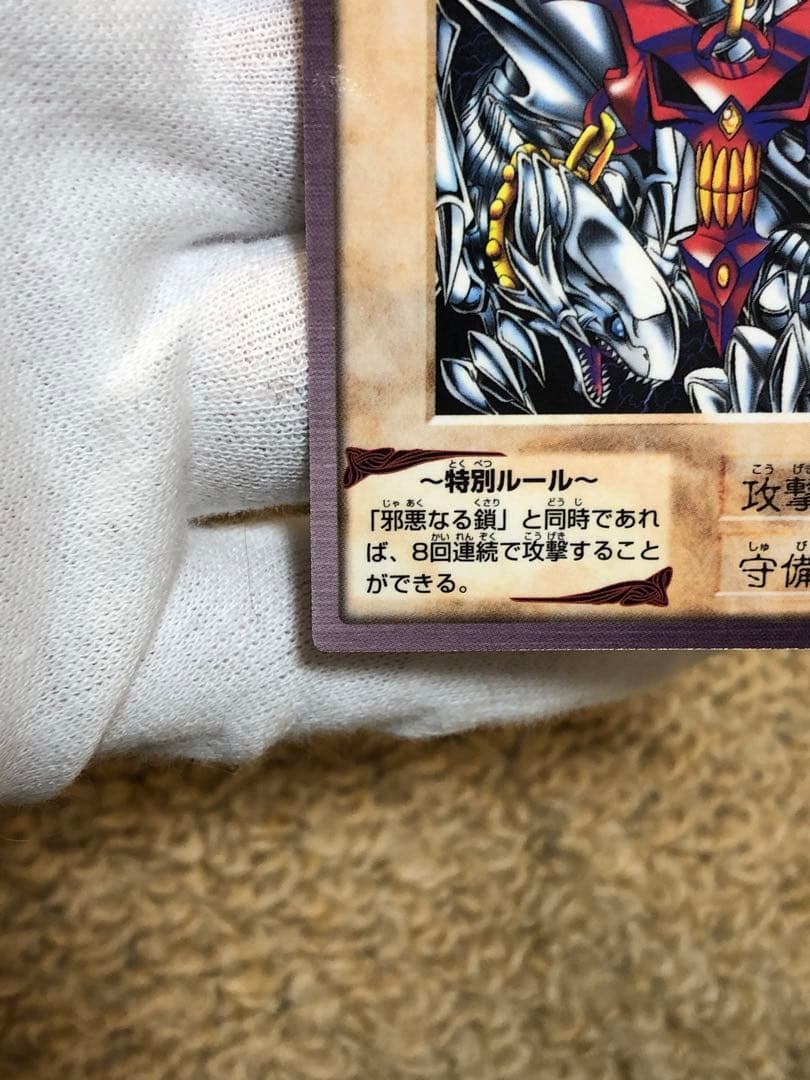 ～特別ルール～
「邪悪なる鎖」と同時であれ
ば、8回連続で攻撃すること
ができる。
攻撃
守備